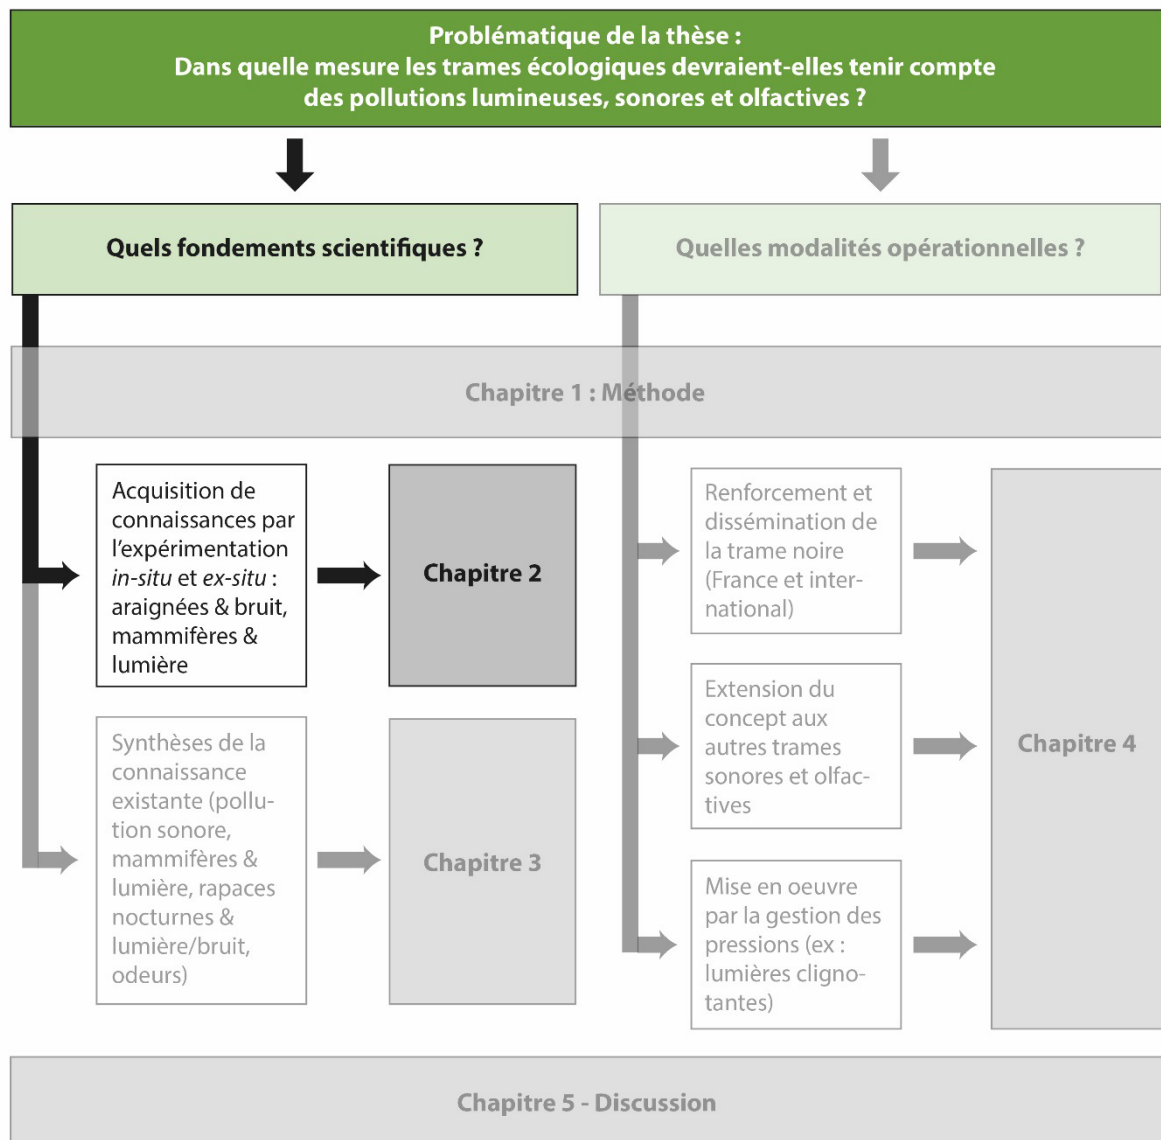 Problématique de la thèse :
Dans quelle mesure les trames écologiques devraient-elles tenir compte
des pollutions lumineuses, sonores et olfactives ?
Quels fondements scientifiques ?
Quelles modalités opérationnelles ?
Chapitre 1 : Méthode
Acquisition de
connaissances par
l’expérimentation
in-situ et ex-situ :
araignées & bruit,
mammifères &
lumière
Chapitre 2
Synthèses de la
connaissance
existante (pollu-
tion sonore,
mammifères &
lumière, rapaces
nocturnes &
lumière/bruit,
odeurs)
Chapitre 3
Renforcement et
dissémination de
la trame noire
(France et inter-
national)
Extension du
concept aux
autres trames
sonores et olfac-
tives
Mise en oeuvre
par la gestion des
pressions (ex :
lumières cligno-
tantes)
Chapitre 4
Chapitre 5 - Discussion